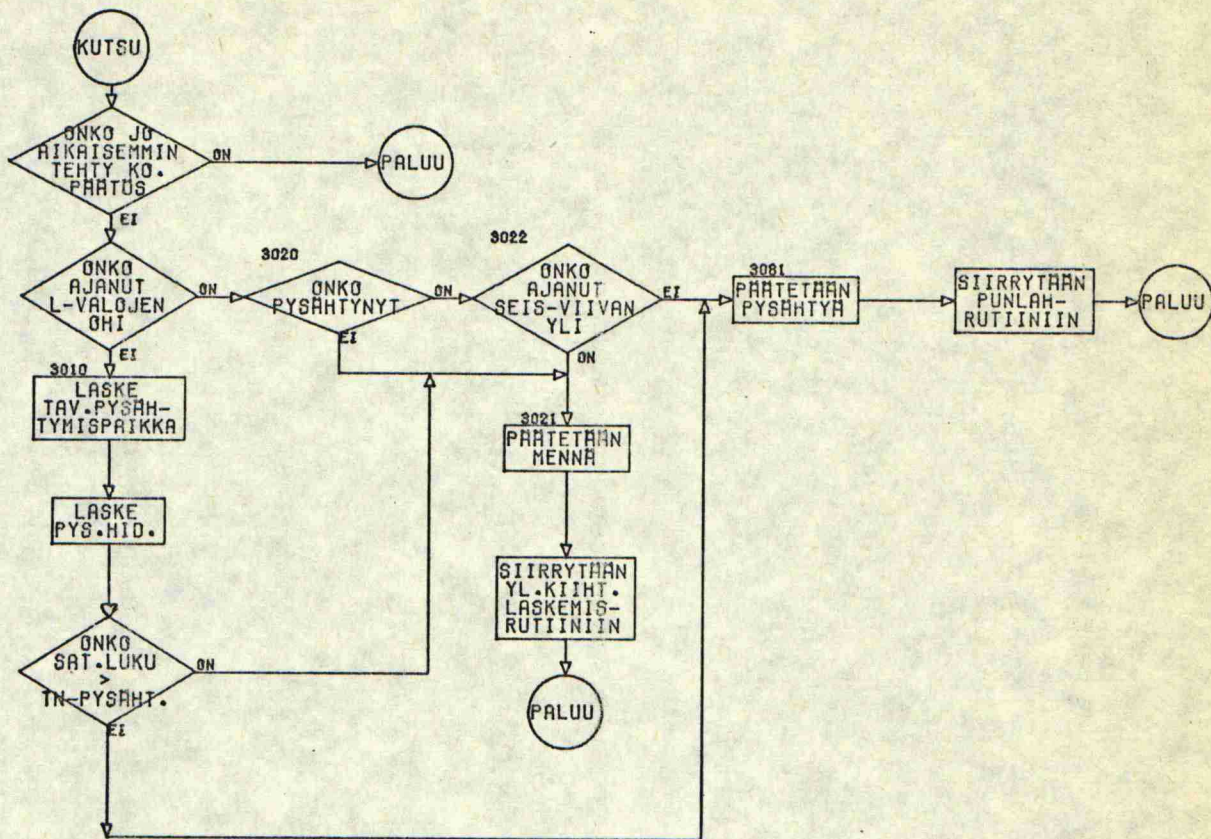 KUTSU
ONKO JO
AIKAISEMMIN
TEHTY KO.
PÄÄTÖS
ON
PALUU
EI
ONKO
AJANUT
L-VALOJEN
OHI
ON
EI
3020
ONKO
PYSÄHTYNYT
ON
EI
3022
ONKO
AJANUT
SEIS-VIIVAN
YLI
EI
ON
3081
PÄÄTETÄÄN
PYSÄHTYÄ
SIIRRYTÄÄN
PUNLAH-
RUTIINIIN
PALUU
3010
LASKE
TAV.PYSÄH-
TYMISPAIKKA
3021
PÄÄTETÄÄN
MENNÄ
LASKE
PYS.HID.
SIIRRYTÄÄN
YL.KIIHT.
LASKEMIS-
RUTIINIIN
ONKO
SAT.LUKU
>
TN-PYSÄHT.
ON
EI
PALUU